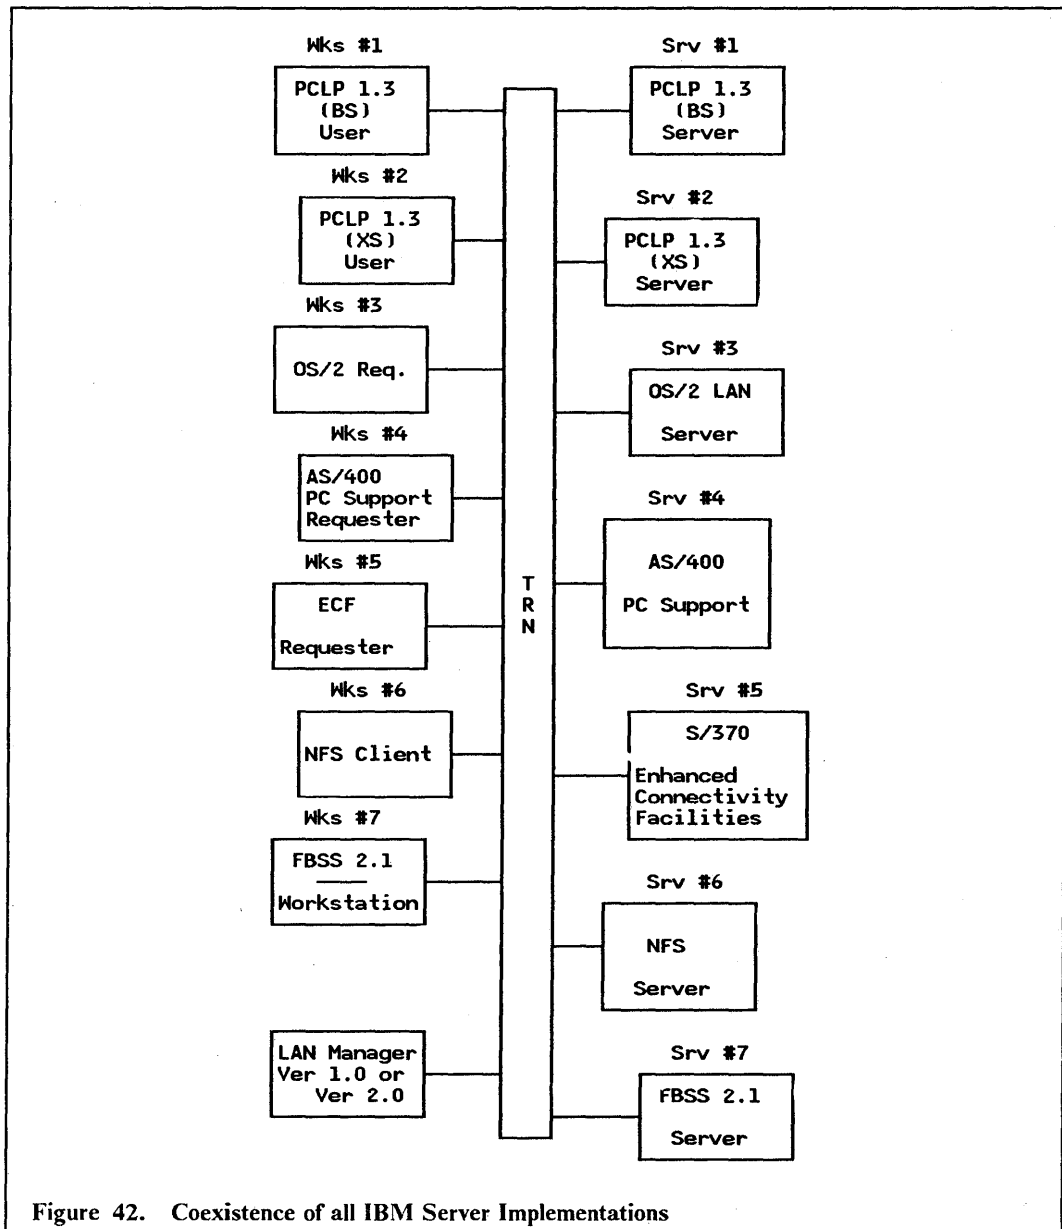 Wks #1
PCLP 1.3
(BS)
User
Wks #2
PCLP 1.3
(XS)
User
Wks #3
OS/2 Req.
Wks #4
AS/400
PC Support
Requester
Wks #5
ECF
Requester
Wks #6
NFS Client
Wks #7
FBSS 2.1
Workstation
LAN Manager
Ver 1.0 or
Ver 2.0
T
R
N
Srv #1
PCLP 1.3
(BS)
Server
Srv #2
PCLP 1.3
(XS)
Server
Srv #3
OS/2 LAN
Server
Srv #4
AS/400
PC Support
Srv #5
S/370
Enhanced
Connectivity
Facilities
Srv #6
NFS
Server
Srv #7
FBSS 2.1
Server
Figure 42. Coexistence of all IBM Server Implementations